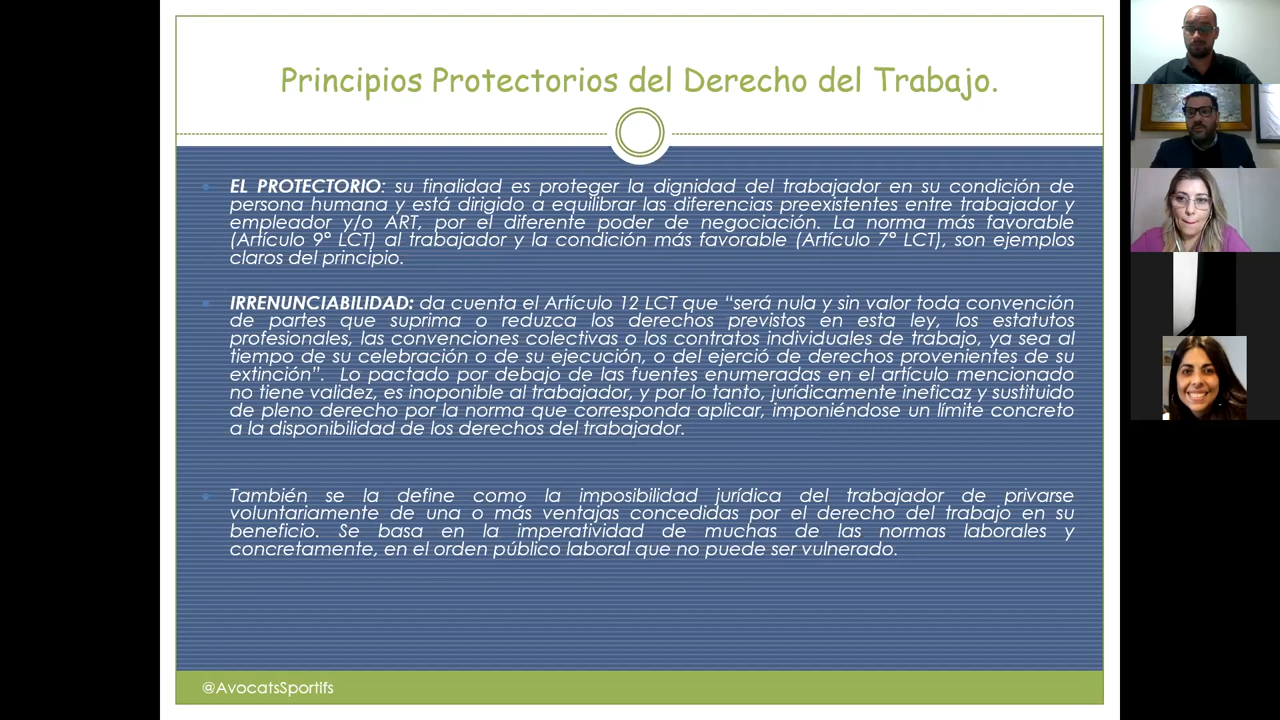 Principios Protectorios del Derecho del Trabajo.
EL PROTECTORIO: su finalidad es proteger la dignidad del trabajador en su condición de
persona humana y está dirigido a equilibrar las diferencias preexistentes entre trabajador y
empleador y/o ART, por el diferente poder de negociación. La norma más favorable
(Artículo 9° LCT) al trabajador y la condición más favorable (Artículo 7° LCT), son ejemplos
claros del principio.
IRRENUNCIABILIDAD: da cuenta el Artículo 12 LCT que “será nula y sin valor toda convención
de partes que suprima o reduzca los derechos previstos en esta ley, los estatutos
profesionales, las convenciones colectivas o los contratos individuales de trabajo, ya sea al
tiempo de su celebración o de su ejecución, o del ejerció de derechos provenientes de su
extinción”. Lo pactado por debajo de las fuentes enumeradas en el artículo mencionado
no tiene validez, es inoponible al trabajador, y por lo tanto, jurídicamente ineficaz y sustituido
de pleno derecho por la norma que corresponda aplicar, imponiéndose un límite concreto
a la disponibilidad de los derechos del trabajador.
También se la define como la imposibilidad jurídica del trabajador de privarse
voluntariamente de una o más ventajas concedidas por el derecho del trabajo en su
beneficio. Se basa en la imperatividad de muchas de las normas laborales y
concretamente, en el orden público laboral que no puede ser vulnerado.
@AvocatsSportifs